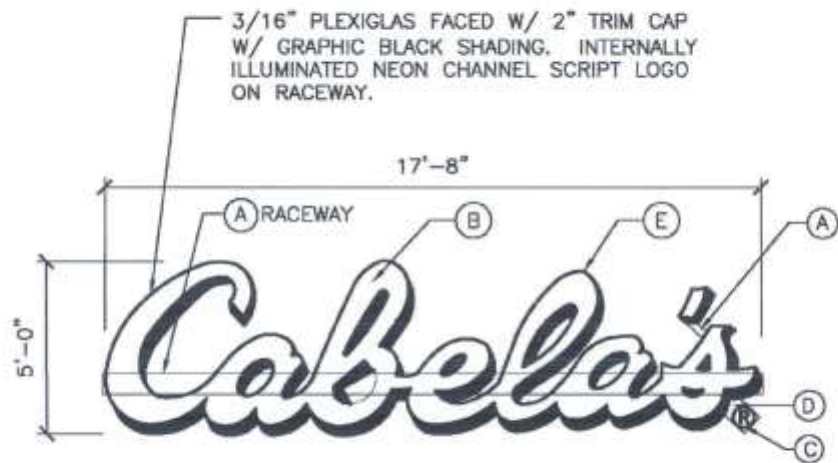 3/16" PLEXIGLAS FACED W/ 2" TRIM CAP
W/ GRAPHIC BLACK SHADING. INTERNALLY
ILLUMINATED NEON CHANNEL SCRIPT LOGO
ON RACEWAY.
17'-8"
A RACEWAY
B
E
A
5'-0"
Cabela's
D
®
C